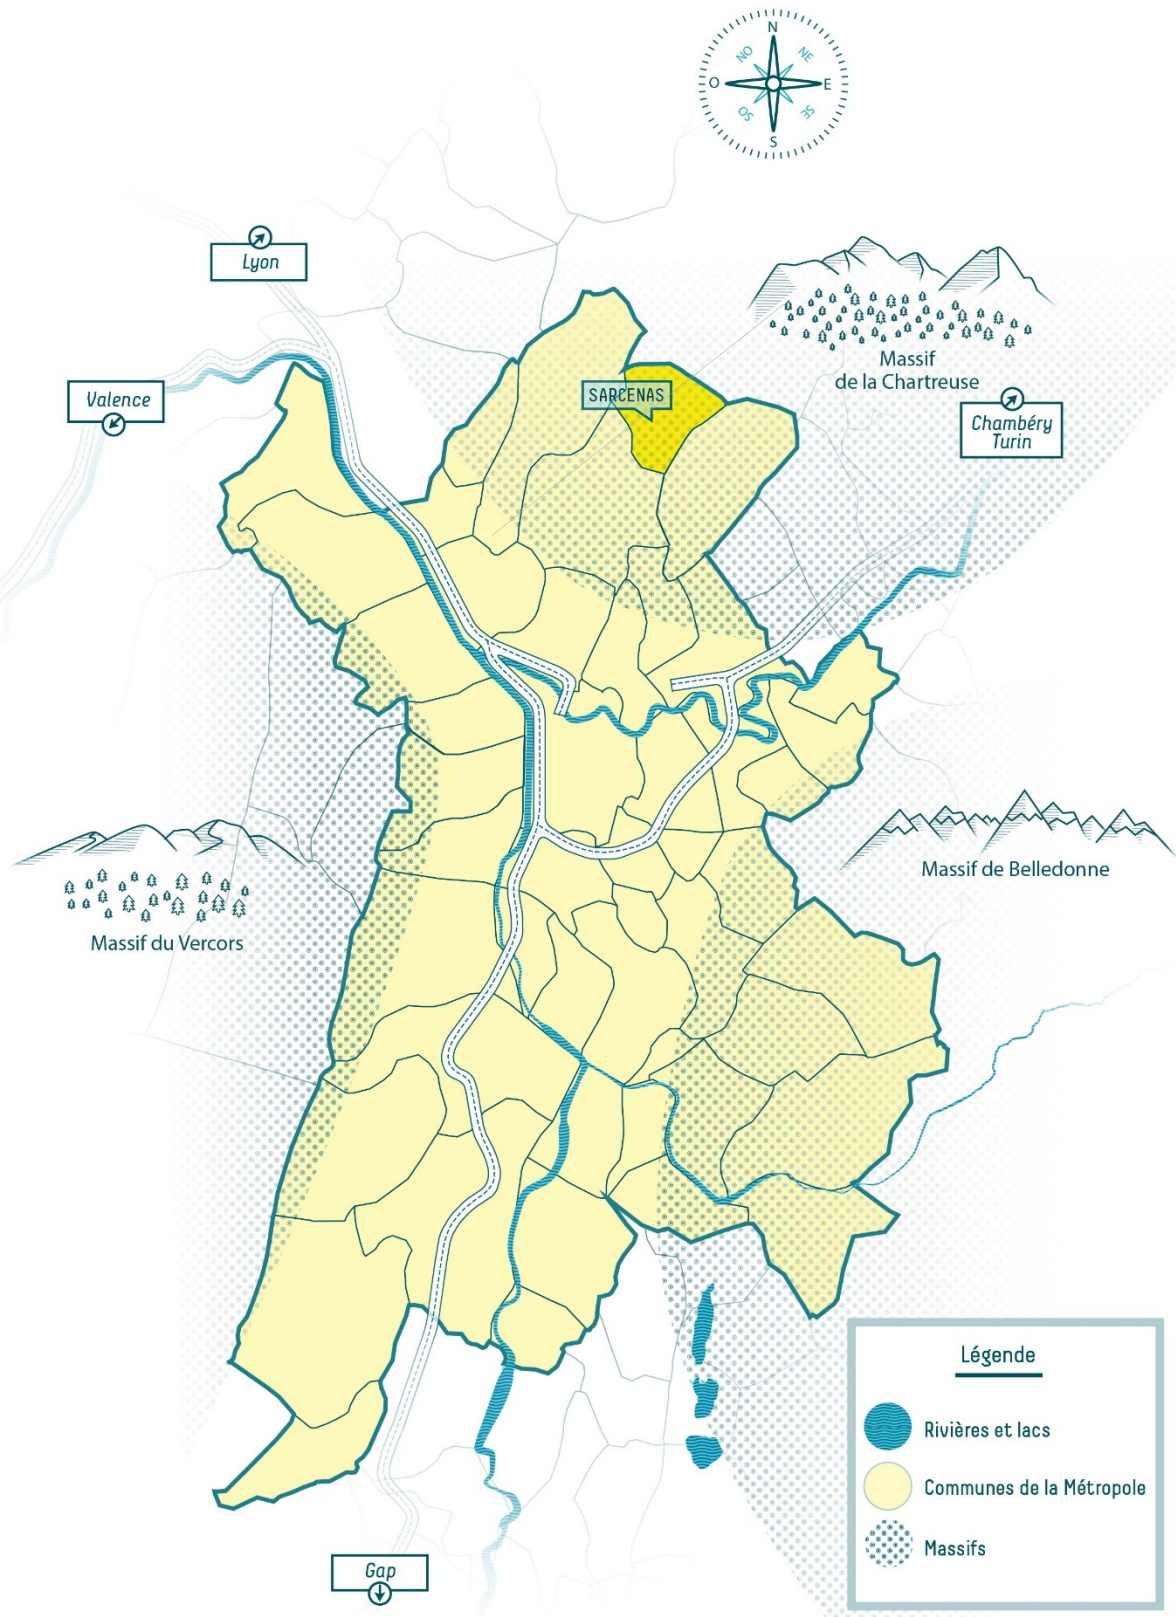 N
NO
NE
O
E
SO
SE
S
Lyon
Massif
de la Chartreuse
Valence
SARCENAS
Chambéry
Turin
Massif de Belledonne
Massif du Vercors
Légende
Rivières et lacs
Communes de la Métropole
Massifs
Gap